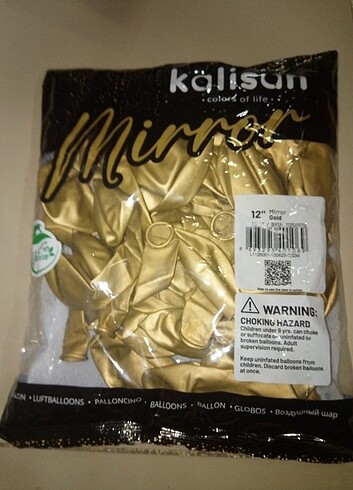 kalisan
• colors of life •
Mirror
12"
Mirror
Gold
WARNING:
CHOKING HAZARD
Children under 8 yrs. can choke
or suffocate on uninflated or
broken balloons. Adult
supervision required.
Keep uninflated balloons from
children. Discard broken balloons
at once.
LON • LUFTBALLOONS • PALLONCINO • BALLOONS • BALLON • GLOBOS • Воздушный шар